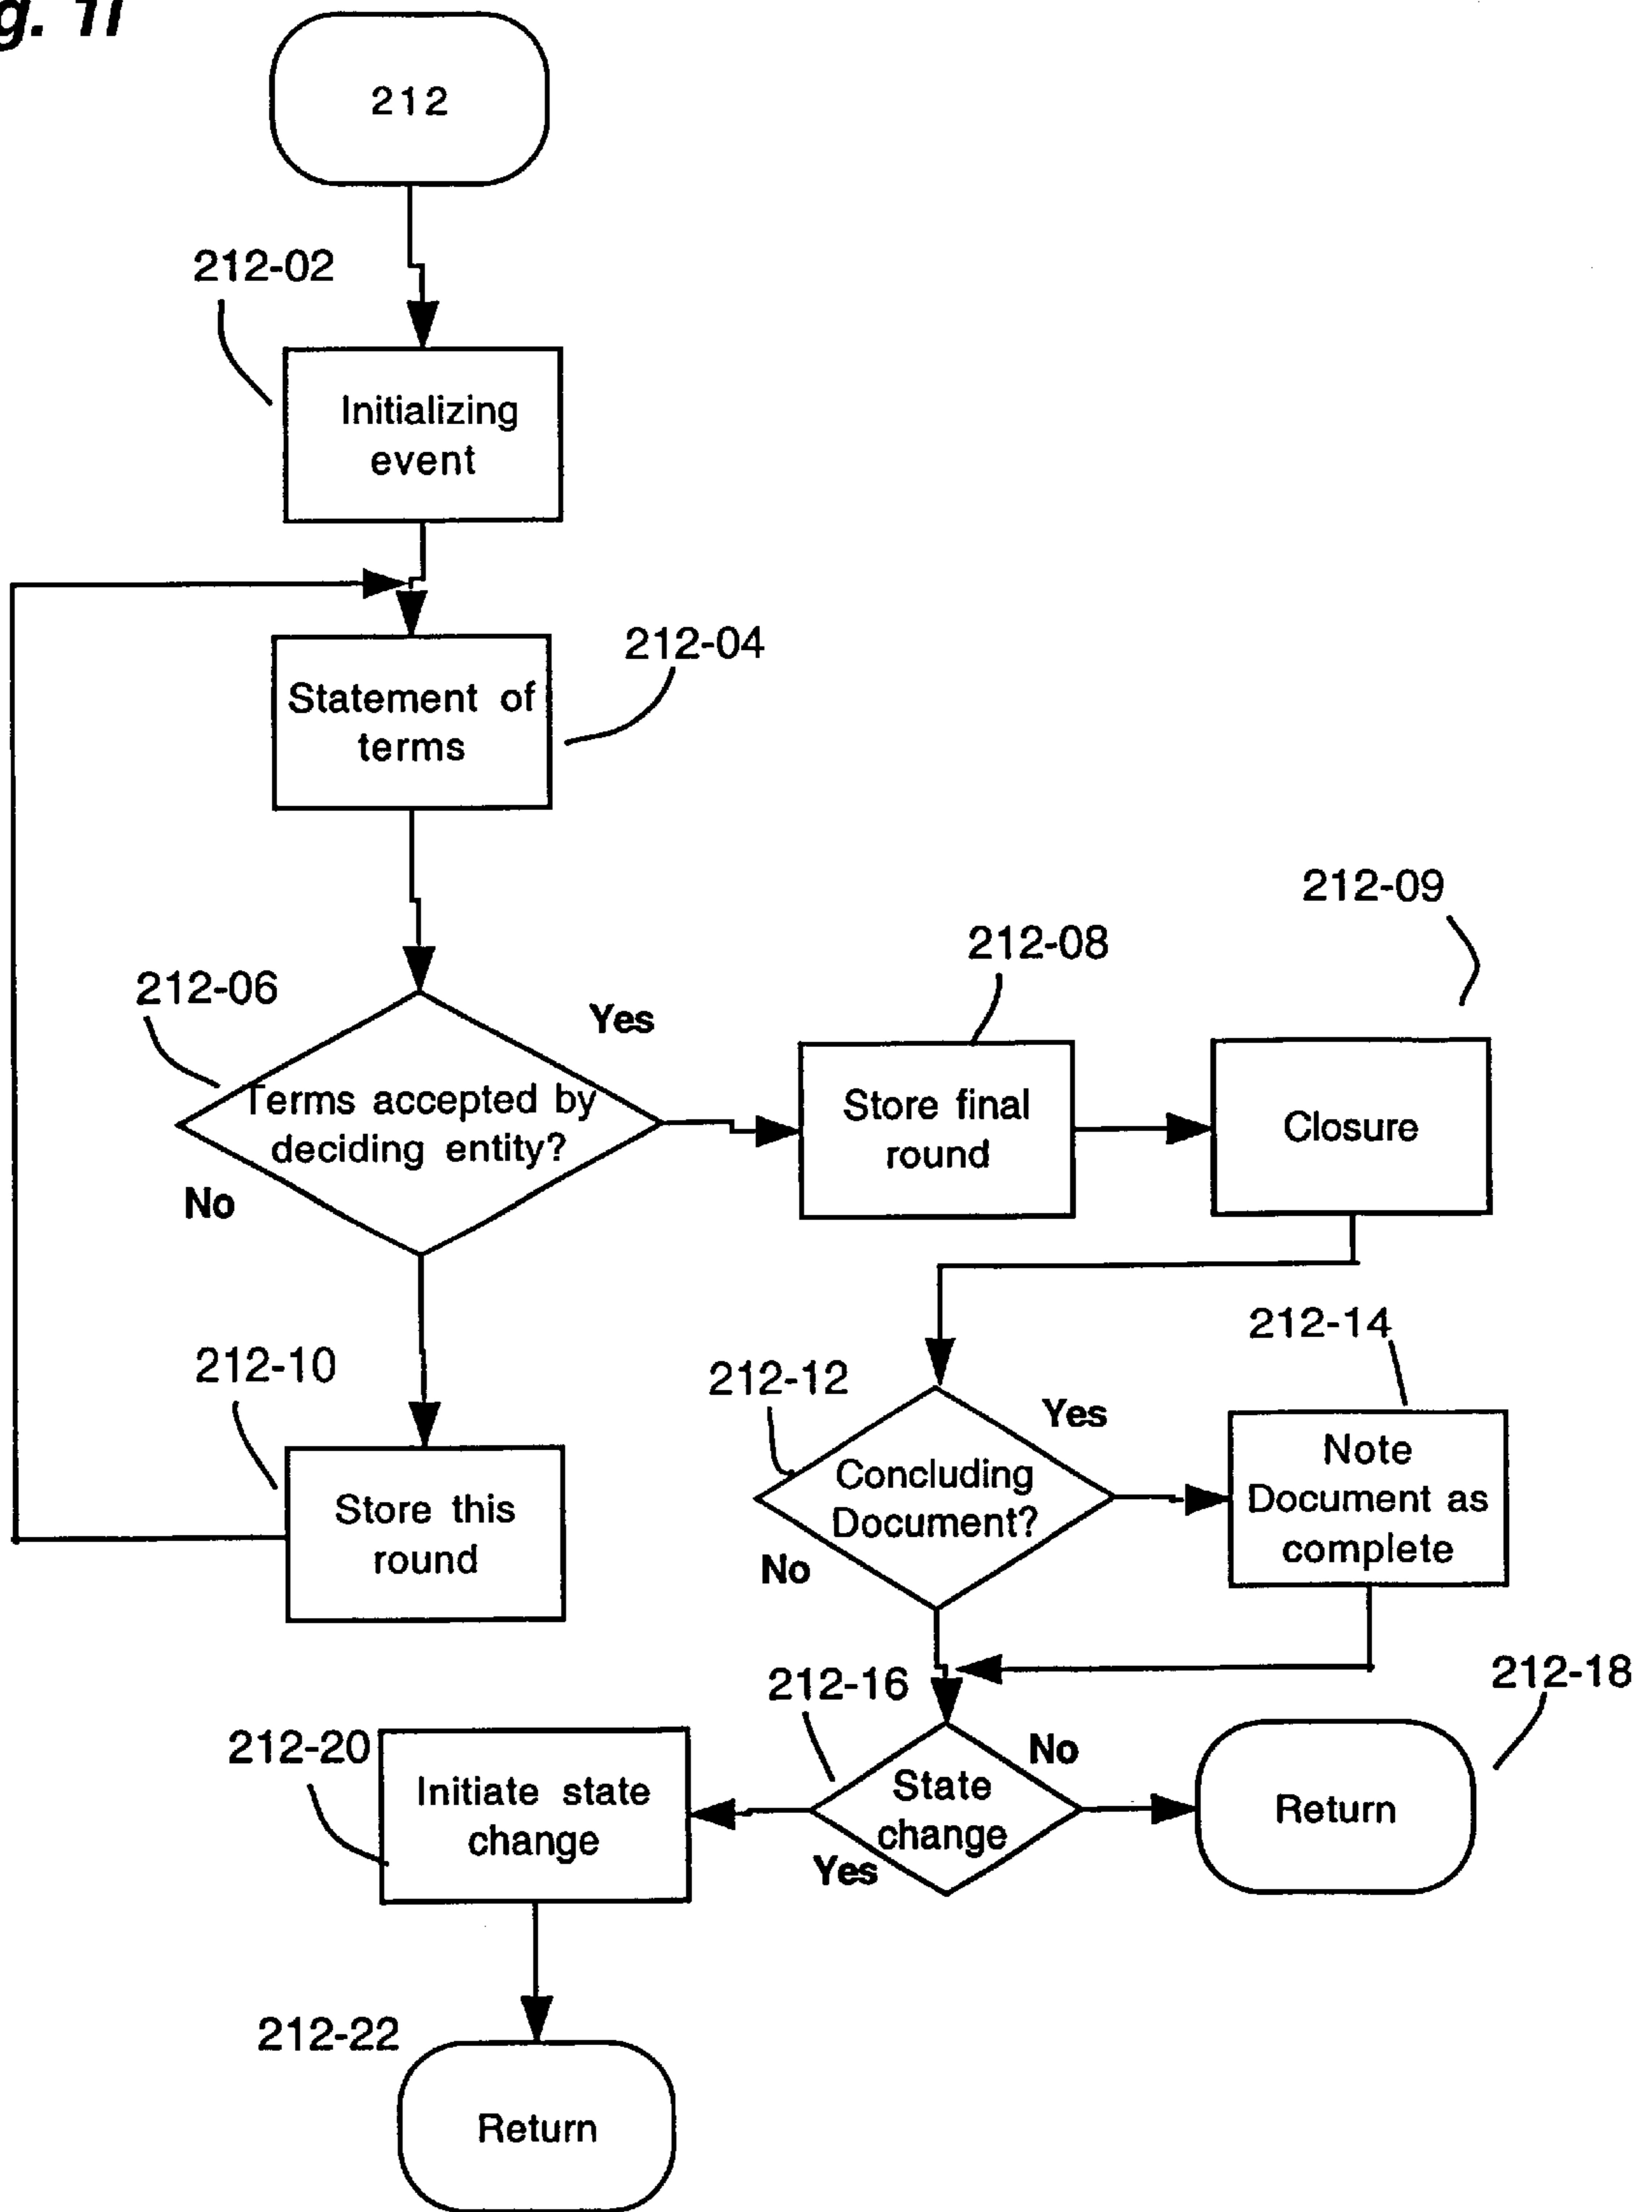 g. 1i
212
212-02
Initializing
event
212-04
Statement of
terms
212-06
Yes
Terms accepted by
deciding entity?
No
212-08
Store final
round
212-09
Closure
212-10
Store this
round
212-12
Yes
Concluding
Document?
No
212-14
Note
Document as
complete
212-16
No
State
change
Yes
212-18
Return
212-20
Initiate state
change
212-22
Return